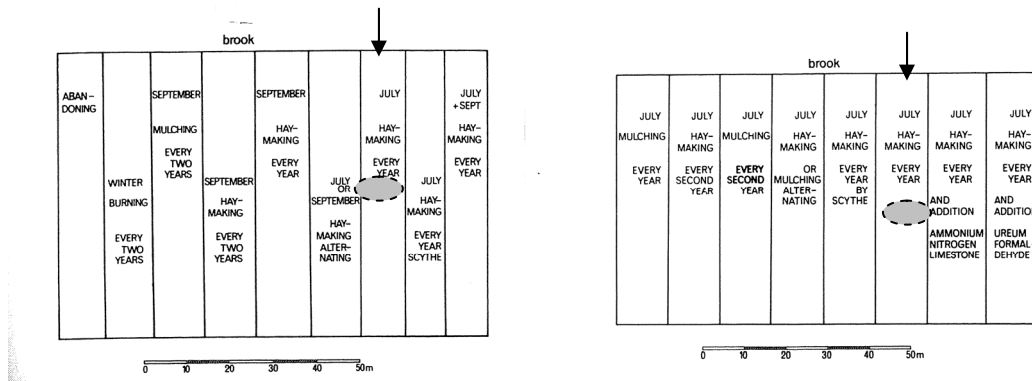 brook
ABAN-
DONING
WINTER
BURNING
EVERY
TWO
YEARS
SEPTEMBER
MULCHING
EVERY
TWO
YEARS
SEPTEMBER
HAY-
MAKING
EVERY
TWO
YEARS
SEPTEMBER
HAY-
MAKING
EVERY
YEAR
JULY
OR
SEPTEMBER
HAY-
MAKING
ALTER-
NATING
JULY
HAY-
MAKING
EVERY
YEAR
JULY
HAY-
MAKING
EVERY
YEAR
SCYTHE
JULY
+SEPT
HAY-
MAKING
EVERY
YEAR
0 10 20 30 40 50m
brook
JULY
MULCHING
EVERY
YEAR
JULY
HAY-
MAKING
EVERY
SECOND
YEAR
JULY
MULCHING
EVERY
SECOND
YEAR
JULY
HAY-
MAKING
OR
MULCHING
ALTER-
NATING
JULY
HAY-
MAKING
EVERY
YEAR
BY
SCYTHE
JULY
HAY-
MAKING
EVERY
YEAR
JULY
HAY-
MAKING
EVERY
YEAR
AND
ADDITION
AMMONIUM
NITROGEN
LIMESTONE
JULY
HAY-
MAKING
EVERY
YEAR
AND
ADDITION
UREUM
FORMAL-
DEHYDE
0 10 20 30 40 50m